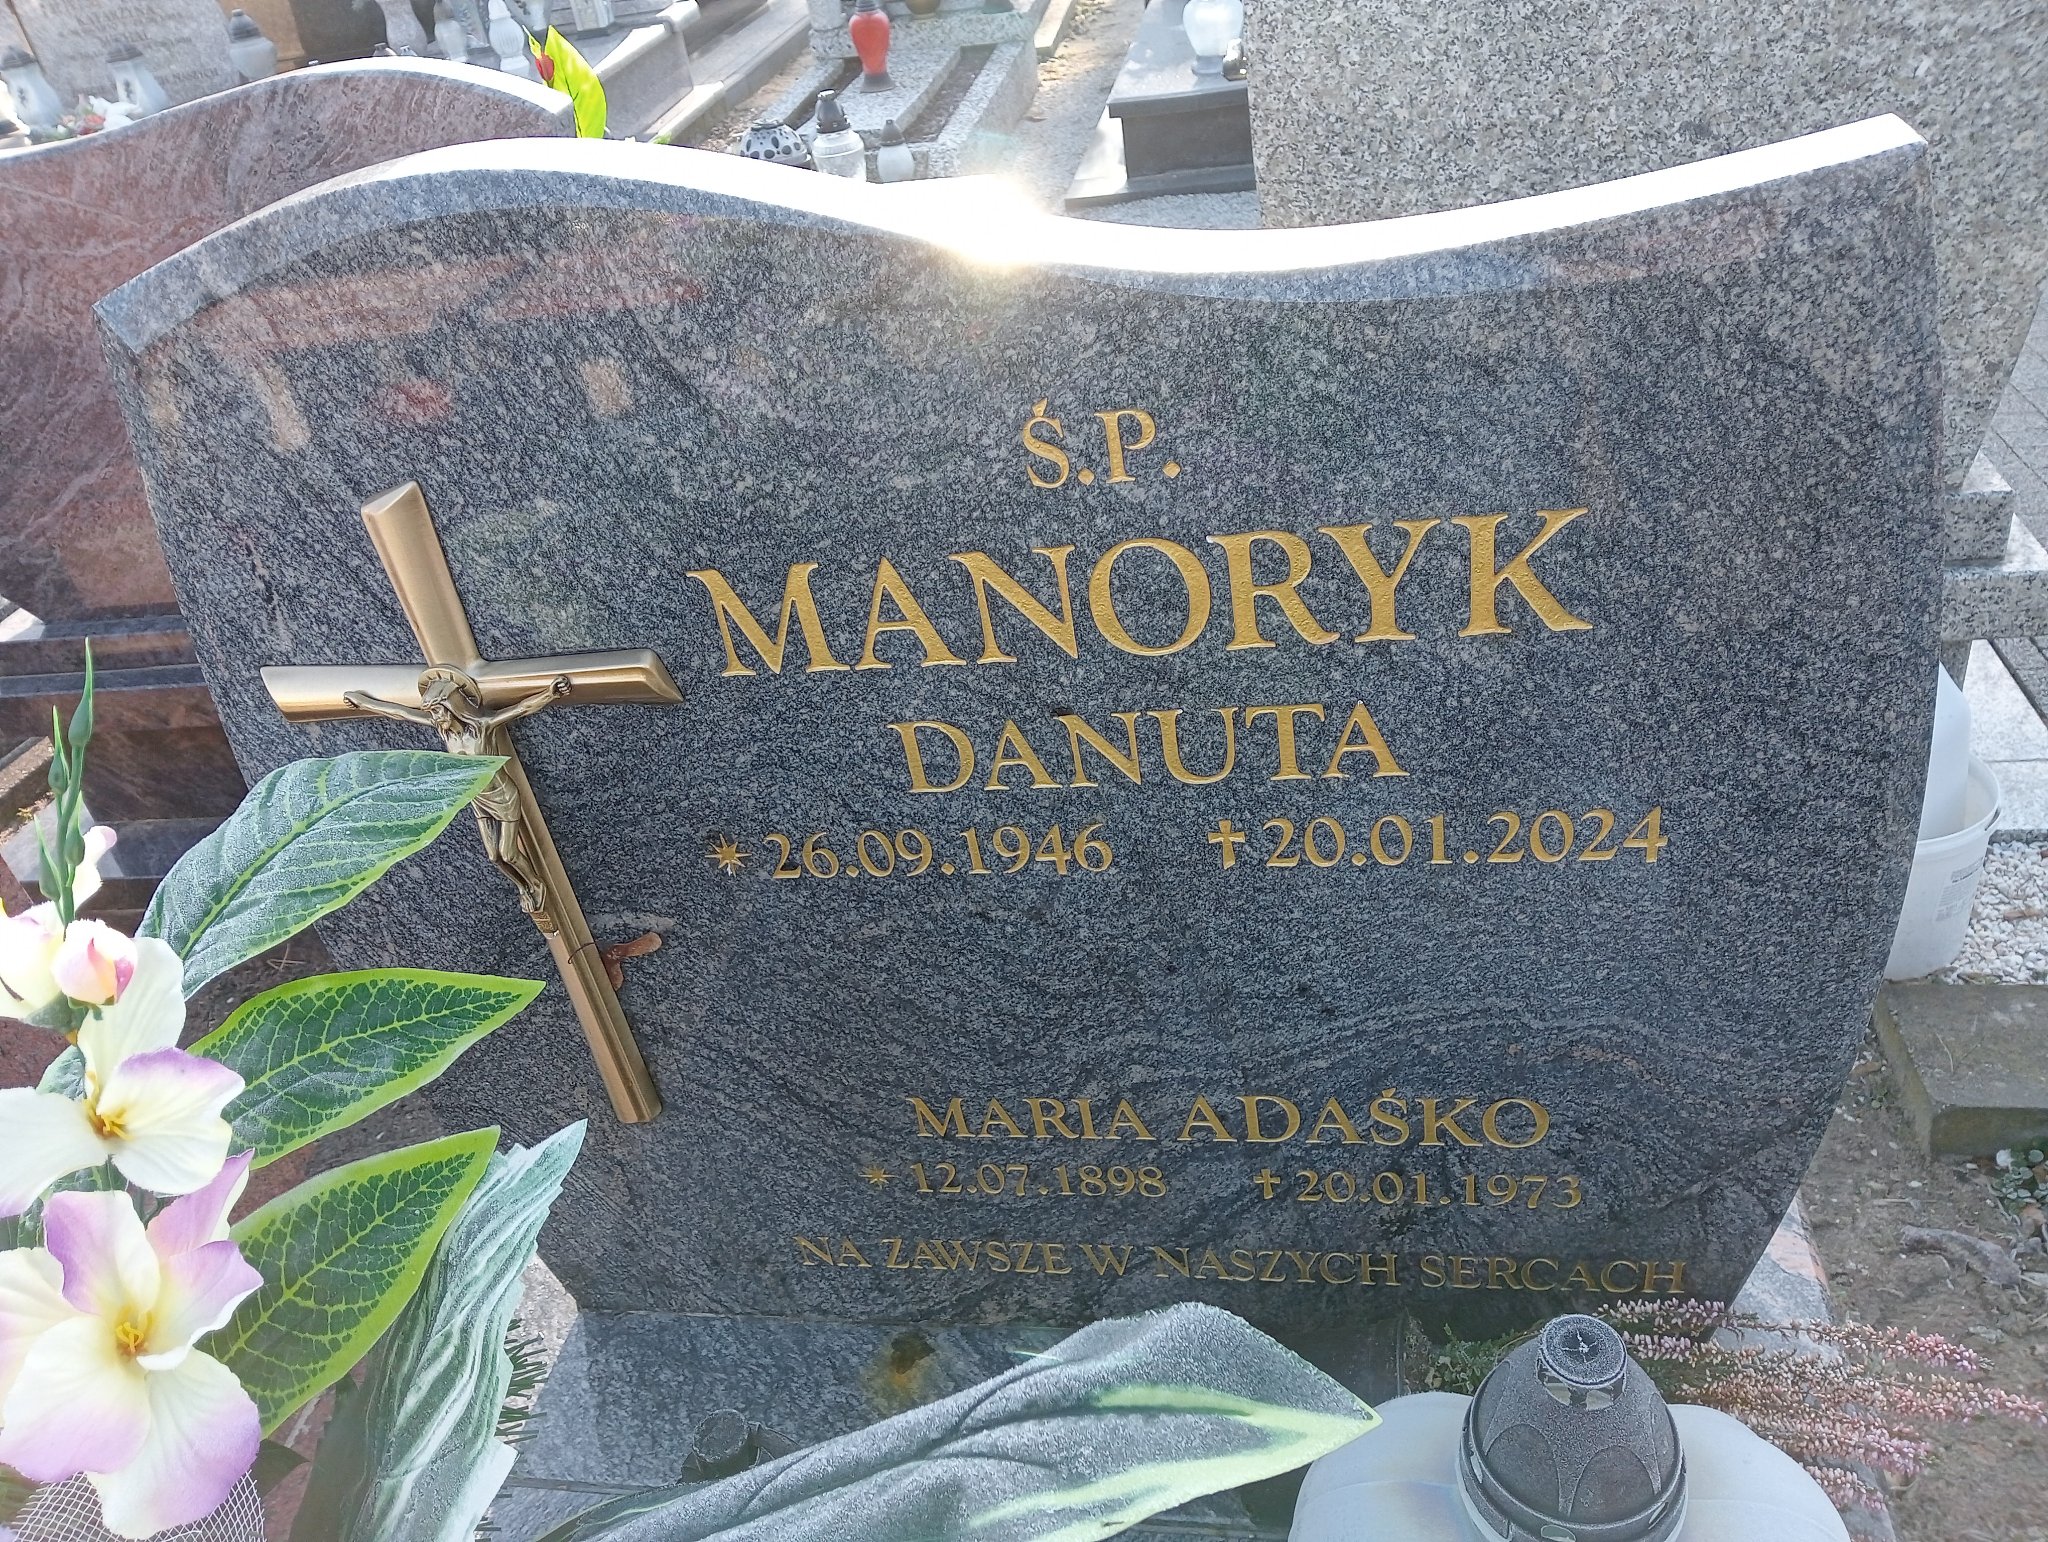 Ś.P.
MANORYK
DANUTA
* 26.09.1946 ✝ 20.01.2024
MARIA ADAŚKO
* 12.07.1898 ✝ 20.01.1973
NA ZAWSZE W NASZYCH SERCACH